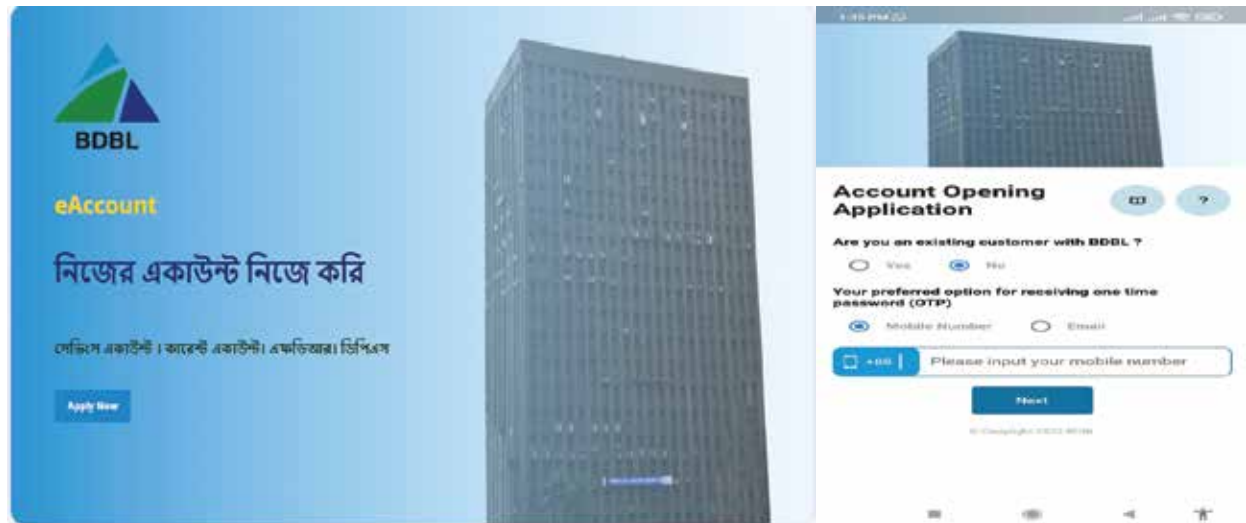 BDBL
eAccount
নিজের একাউন্ট নিজে করি
সেভিংস একাউন্ট । কারেন্ট একাউন্ট। এফডিআর। ডিপিএস
Apply Now
Account Opening
Application
?
Are you an existing customer with BDBL ?
Yes No
Your preferred option for receiving one time
password (OTP)
Mobile Number Email
Please input your mobile number
Next